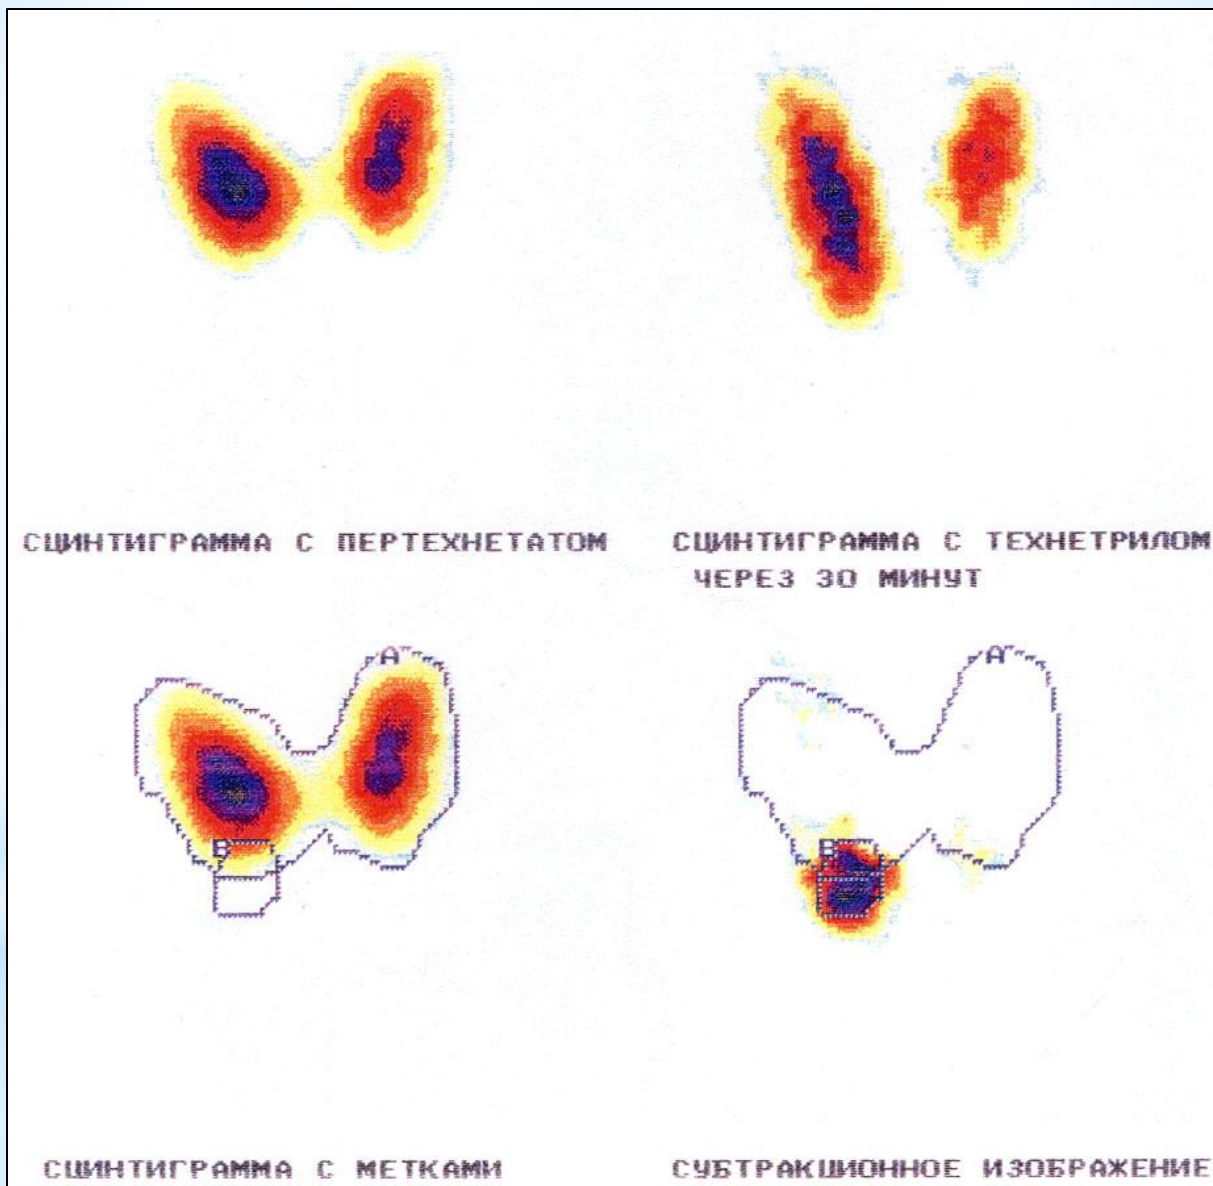 СЦИНТИГРАММА С ПЕРТЕХНЕТАТОМ
СЦИНТИГРАММА С ТЕХНЕТРИЛОМ
ЧЕРЕЗ 30 МИНУТ
A
B
A
B
СЦИНТИГРАММА С МЕТКАМИ
СУБТРАКЦИОННОЕ ИЗОБРАЖЕНИЕ